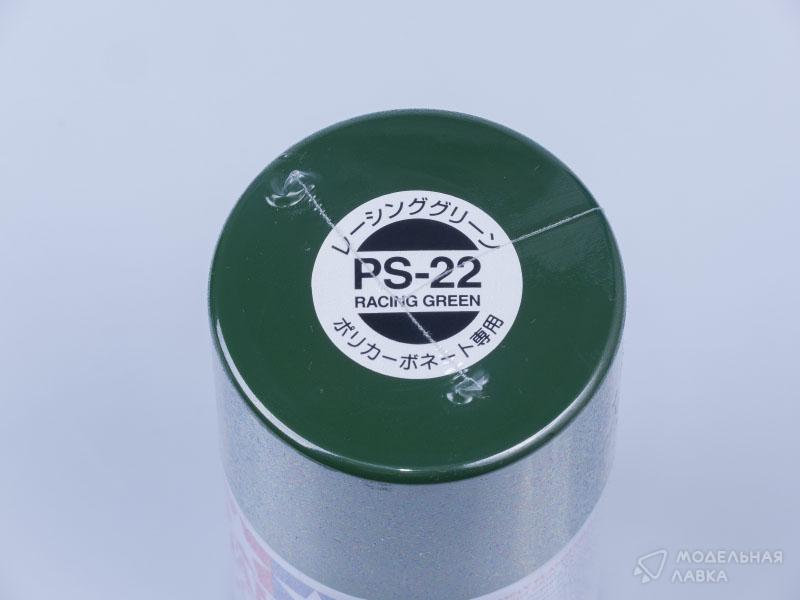 レーシンググリーン
PS-22
RACING GREEN
ポリカーボネート専用
МОДЕЛЬНАЯ
ЛАВКА